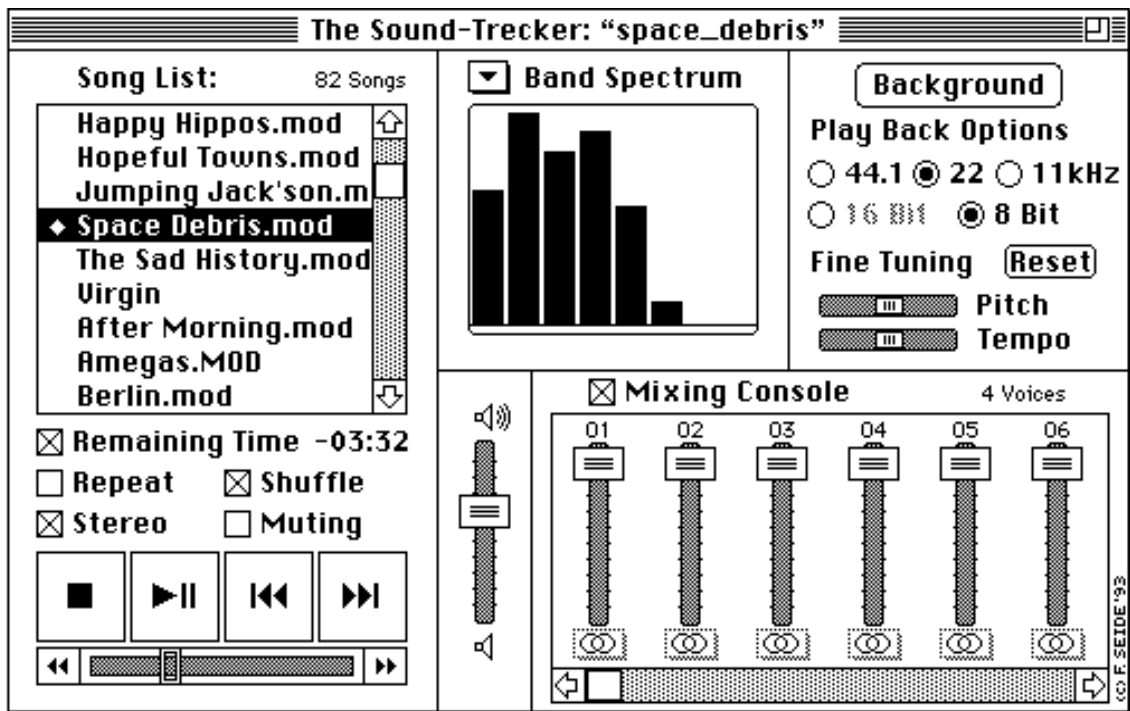 The Sound-Trecker: “space_debris”
Song List: 82 Songs
Happy Hippos.mod
Hopeful Towns.mod
Jumping Jack'son.m
Space Debris.mod
The Sad History.mod
Virgin
After Morning.mod
Amegas.MOD
Berlin.mod
Remaining Time -03:32
Repeat Shuffle
Stereo Muting
Band Spectrum
Background
Play Back Options
44.1 22 11kHz
16 Bit 8 Bit
Fine Tuning Reset
Pitch
Tempo
Mixing Console 4 Voices
01 02 03 04 05 06
(c) F. SEIDE'93